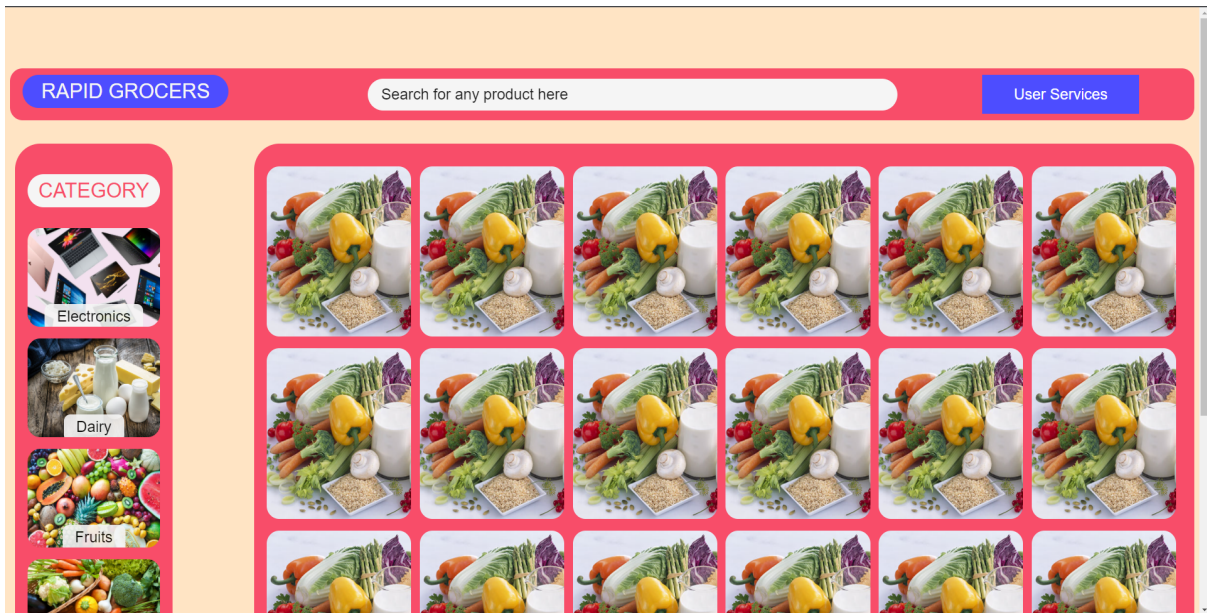 RAPID GROCERS
Search for any product here
User Services
CATEGORY
Electronics
Dairy
Fruits